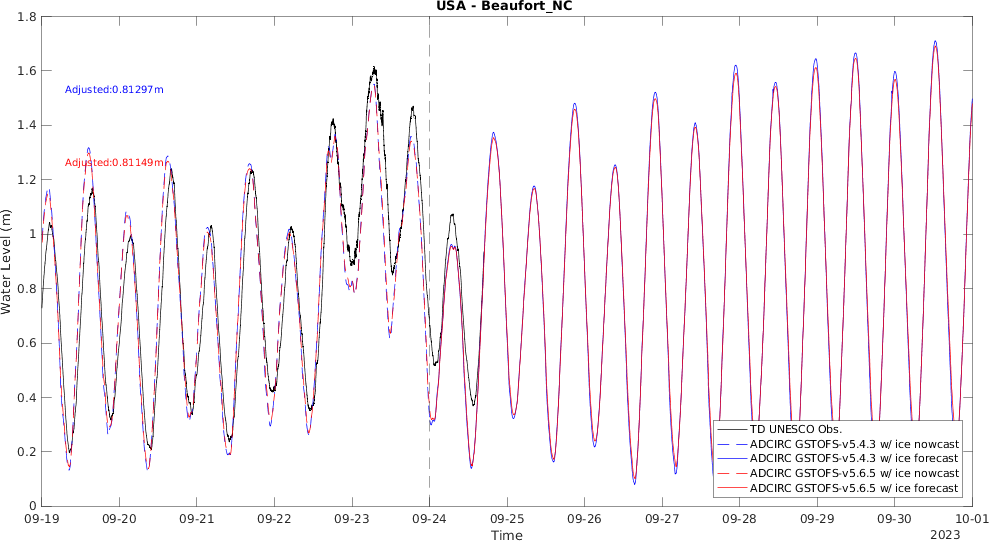 USA - Beaufort_NC
1.8
1.6
1.4
1.2
1
0.8
0.6
0.4
0.2
0
Water Level (m)
Adjusted:0.81297m
Adjusted:0.81149m
TD UNESCO Obs.
ADCIRC GSTOFS-v5.4.3 w/ ice nowcast
ADCIRC GSTOFS-v5.4.3 w/ ice forecast
ADCIRC GSTOFS-v5.6.5 w/ ice nowcast
ADCIRC GSTOFS-v5.6.5 w/ ice forecast
09-19 09-20 09-21 09-22 09-23 09-24 09-25 09-26 09-27 09-28 09-29 09-30 10-01
Time
2023